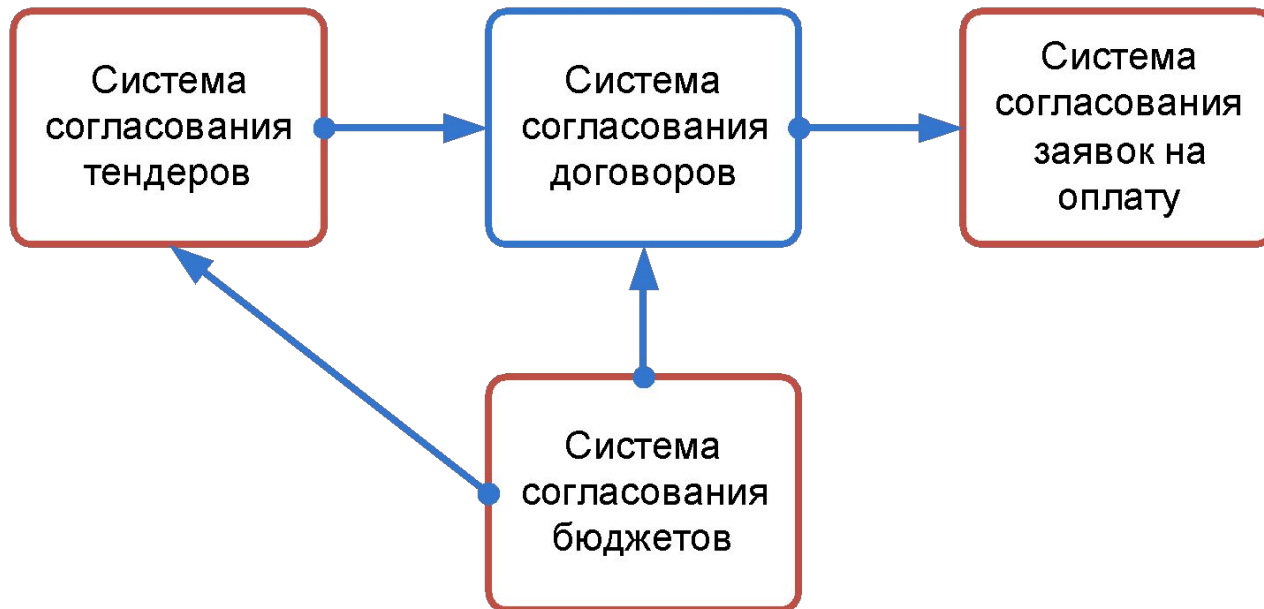 Система
согласования
тендеров
Система
согласования
договоров
Система
согласования
заявок на
оплату
Система
согласования
бюджетов